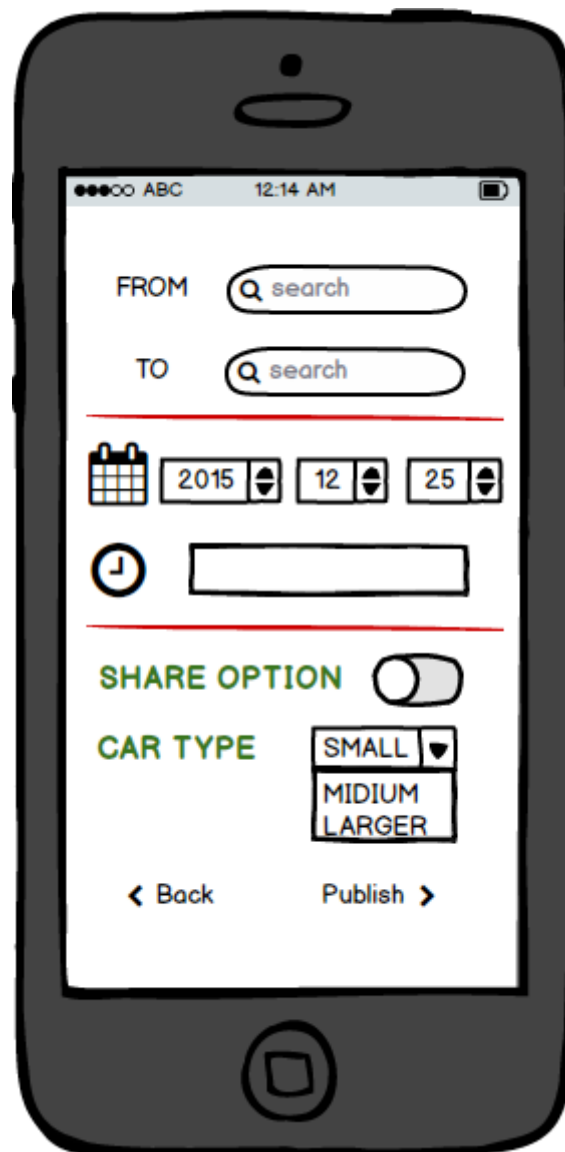 ABC 12:14 AM
FROM search
TO search
2015 12 25
SHARE OPTION
CAR TYPE SMALL
MIDIUM
LARGER
Back Publish